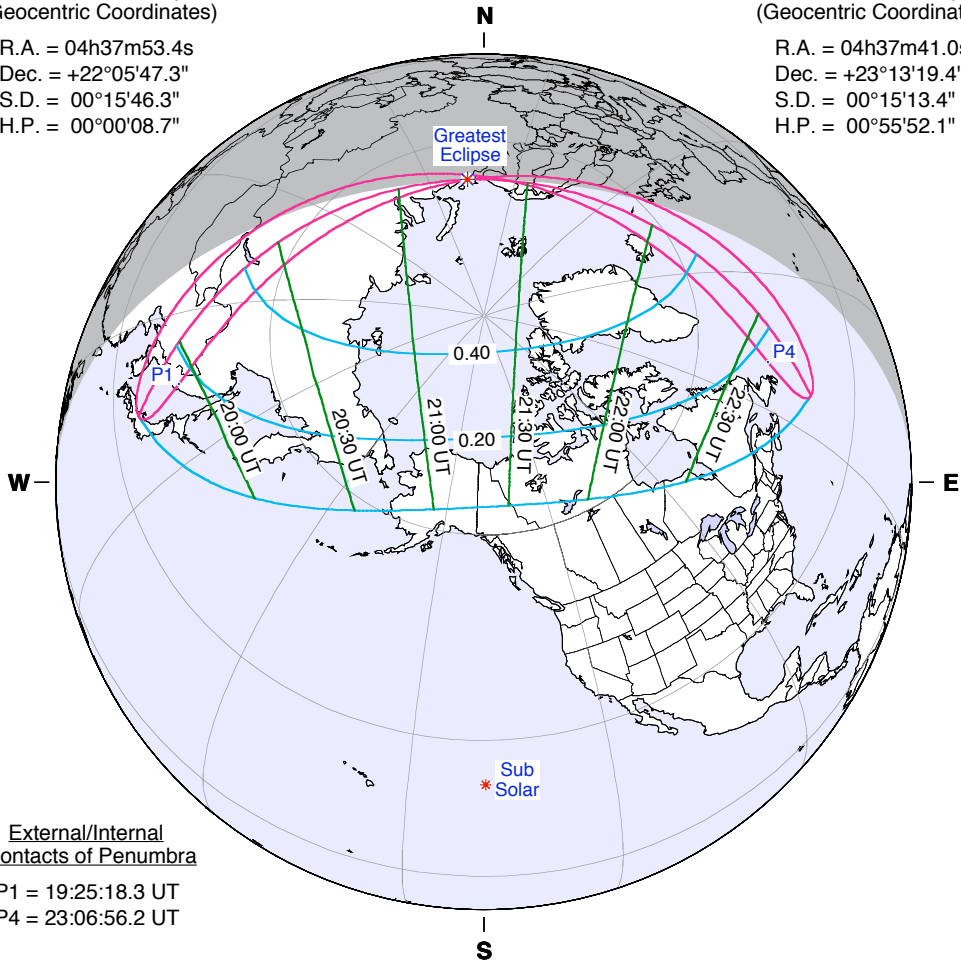 N
Geocentric Coordinates)
R.A. = 04h37m53.4s
Dec. = +22°05'47.3"
S.D. = 00°15'46.3"
H.P. = 00°00'08.7"
(Geocentric Coordinat
R.A. = 04h37m41.0s
Dec. = +23°13'19.4"
S.D. = 00°15'13.4"
H.P. = 00°55'52.1"
Greatest
Eclipse
P1
P4
0.40
0.20
20:00 UT
20:30 UT
21:00 UT
21:30 UT
22:00 UT
22:30 UT
W
E
Sub
Solar
External/Internal
ontacts of Penumbra
P1 = 19:25:18.3 UT
P4 = 23:06:56.2 UT
S